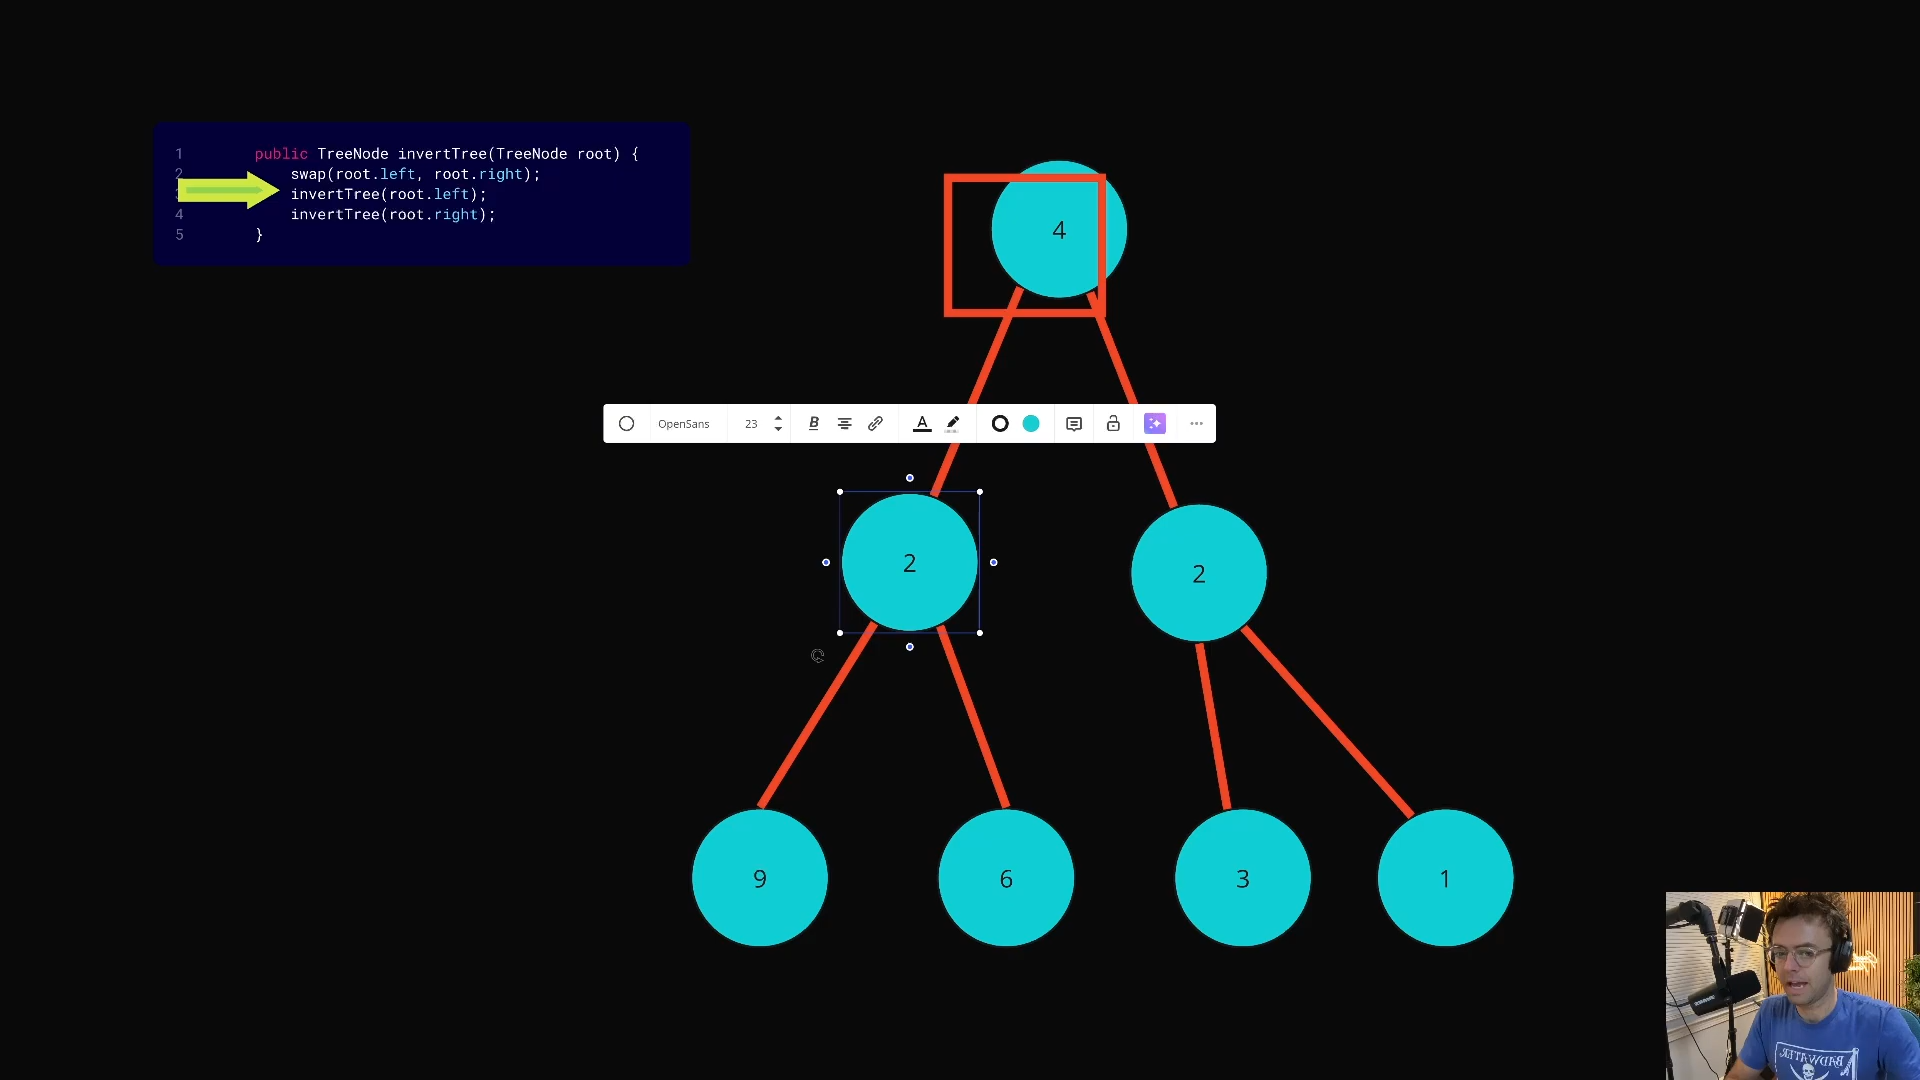 1 public TreeNode invertTree(TreeNode root) {
2 swap(root.left, root.right);
invertTree(root.left);
4 invertTree(root.right);
5 }
4
OpenSans 23 B A
2
2
9 6 3 1